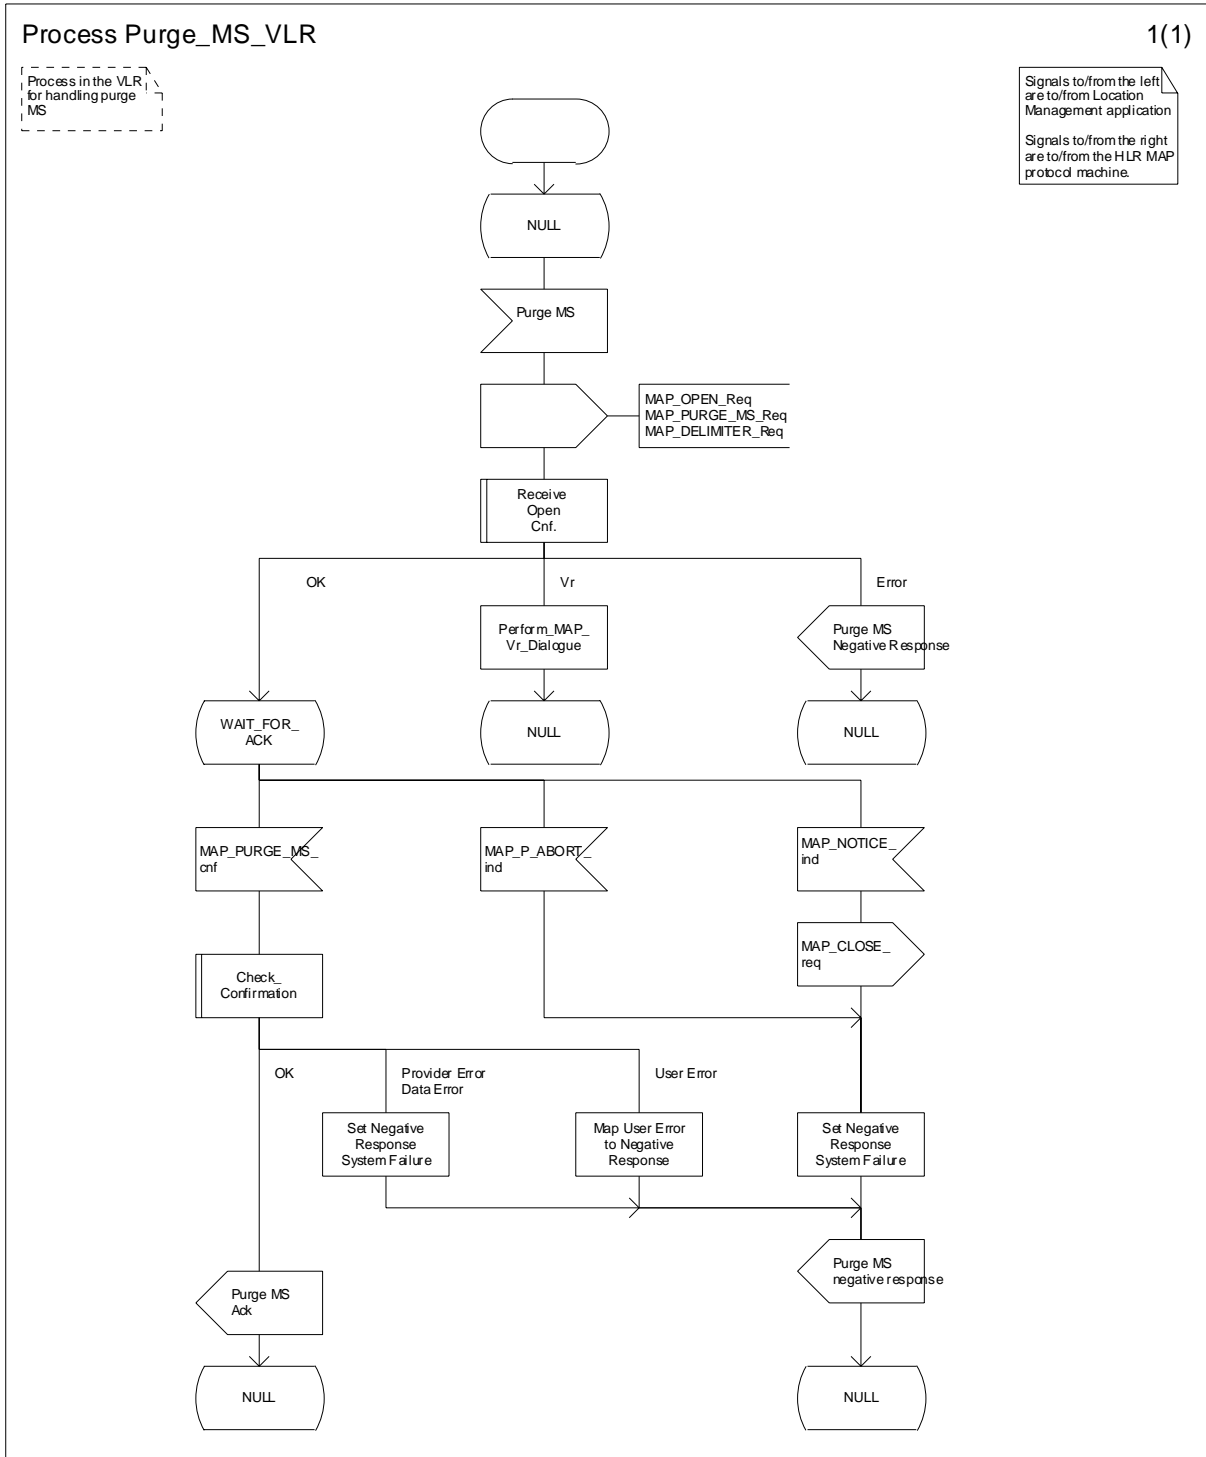 Process Purge_MS_VLR
1(1)
Process in the VLR
for handling purge
MS
Signals to/from the left
are to/from Location
Management application
Signals to/from the right
are to/from the HLR MAP
protocol machine.
NULL
Purge MS
MAP_OPEN_Req
MAP_PURGE_MS_Req
MAP_DELIMITER_Req
Receive
Open
Cnf.
OK
Vr
Error
Perform_MAP_
Vr_Dialogue
Purge MS
Negative Response
WAIT_FOR_
ACK
NULL
NULL
MAP_PURGE_MS_
cnf
MAP_P_ABORT_
ind
MAP_NOTICE_
ind
MAP_CLOSE_
req
Check_
Confirmation
OK
Provider Error
Data Error
User Error
Set Negative
Response
System Failure
Map User Error
to Negative
Response
Set Negative
Response
System Failure
Purge MS
negative response
Purge MS
Ack
NULL
NULL